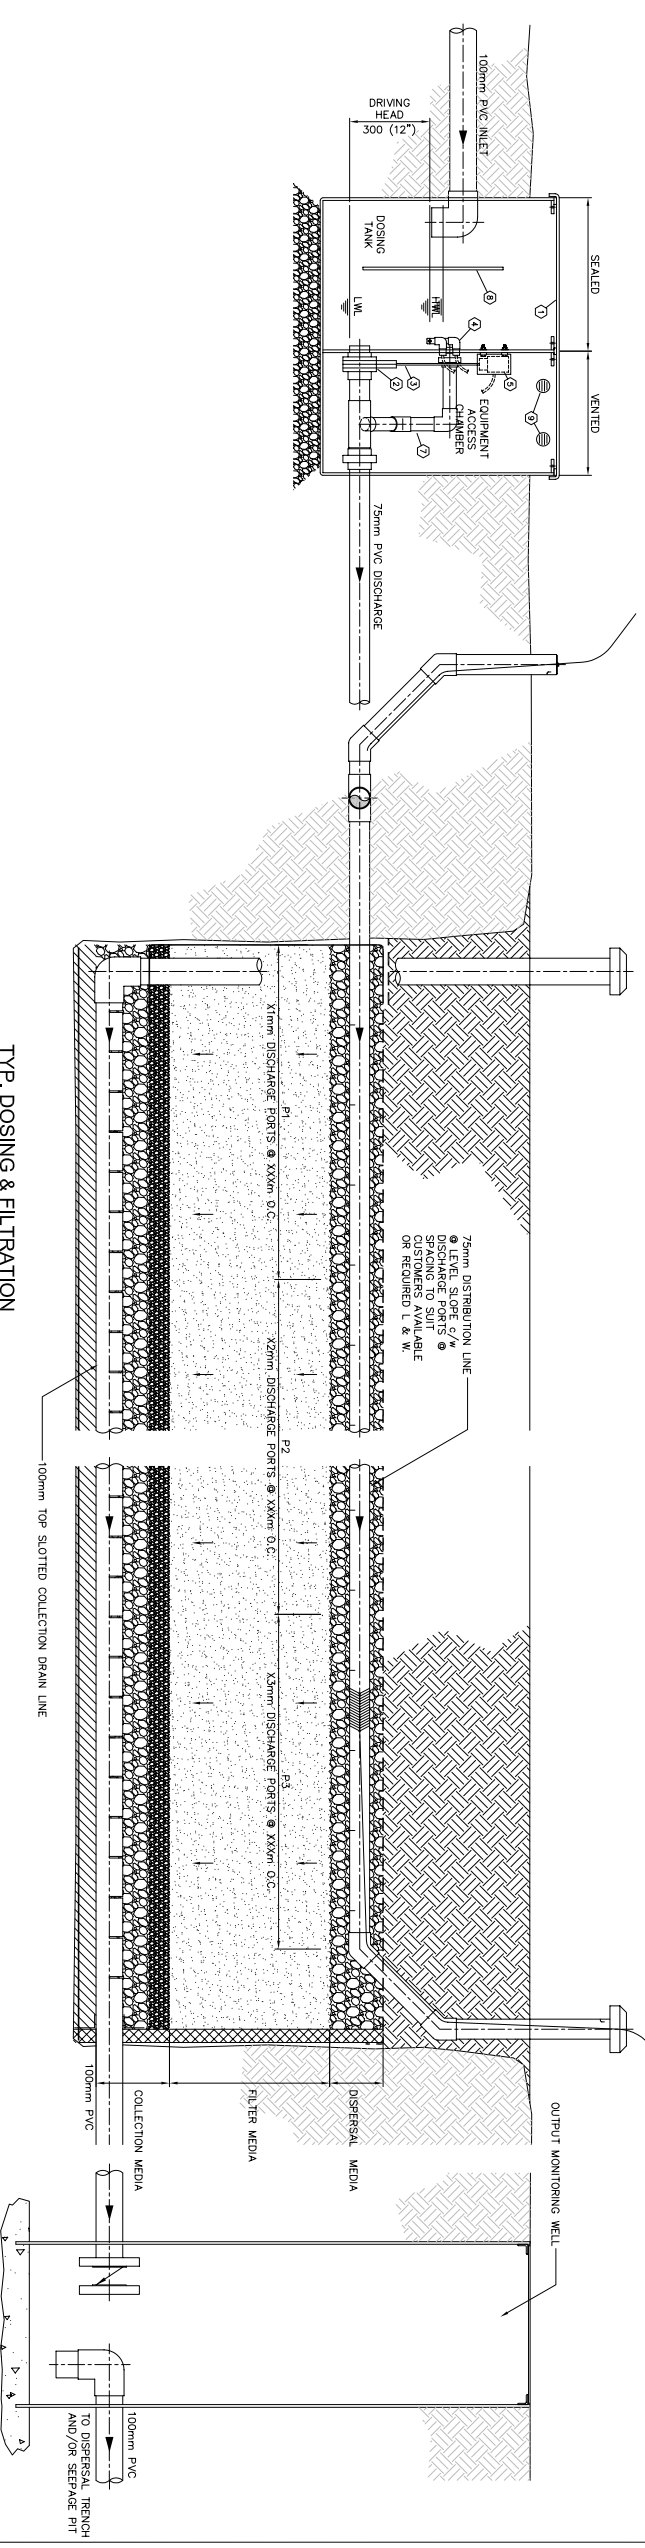 100mm PVC INLET
DRIVING
HEAD
300 (12")
DOSING
TANK
SEALED
VENTED
1
8
HWL
LWL
4
5
2
3
9
7
EQUIPMENT
ACCESS
CHAMBER
75mm PVC DISCHARGE
75mm DISTRIBUTION LINE
@ LEVEL SLOPE c/w
DISCHARGE PORTS @
SPACING TO SUIT
CUSTOMERS AVAILABLE
OR REQUIRED L & W.
P1
X1mm DISCHARGE PORTS @ XXXm O.C.
P2
X2mm DISCHARGE PORTS @ XXXm O.C.
P3
X3mm DISCHARGE PORTS @ XXXm O.C.
100mm TOP SLOTTED COLLECTION DRAIN LINE
DISPERSAL MEDIA
FILTER MEDIA
COLLECTION MEDIA
100mm PVC
OUTPUT MONITORING WELL
100mm PVC
TO DISPERSAL TRENCH
AND/OR SEEPAGE PIT
TYP. DOSING & FILTRATION